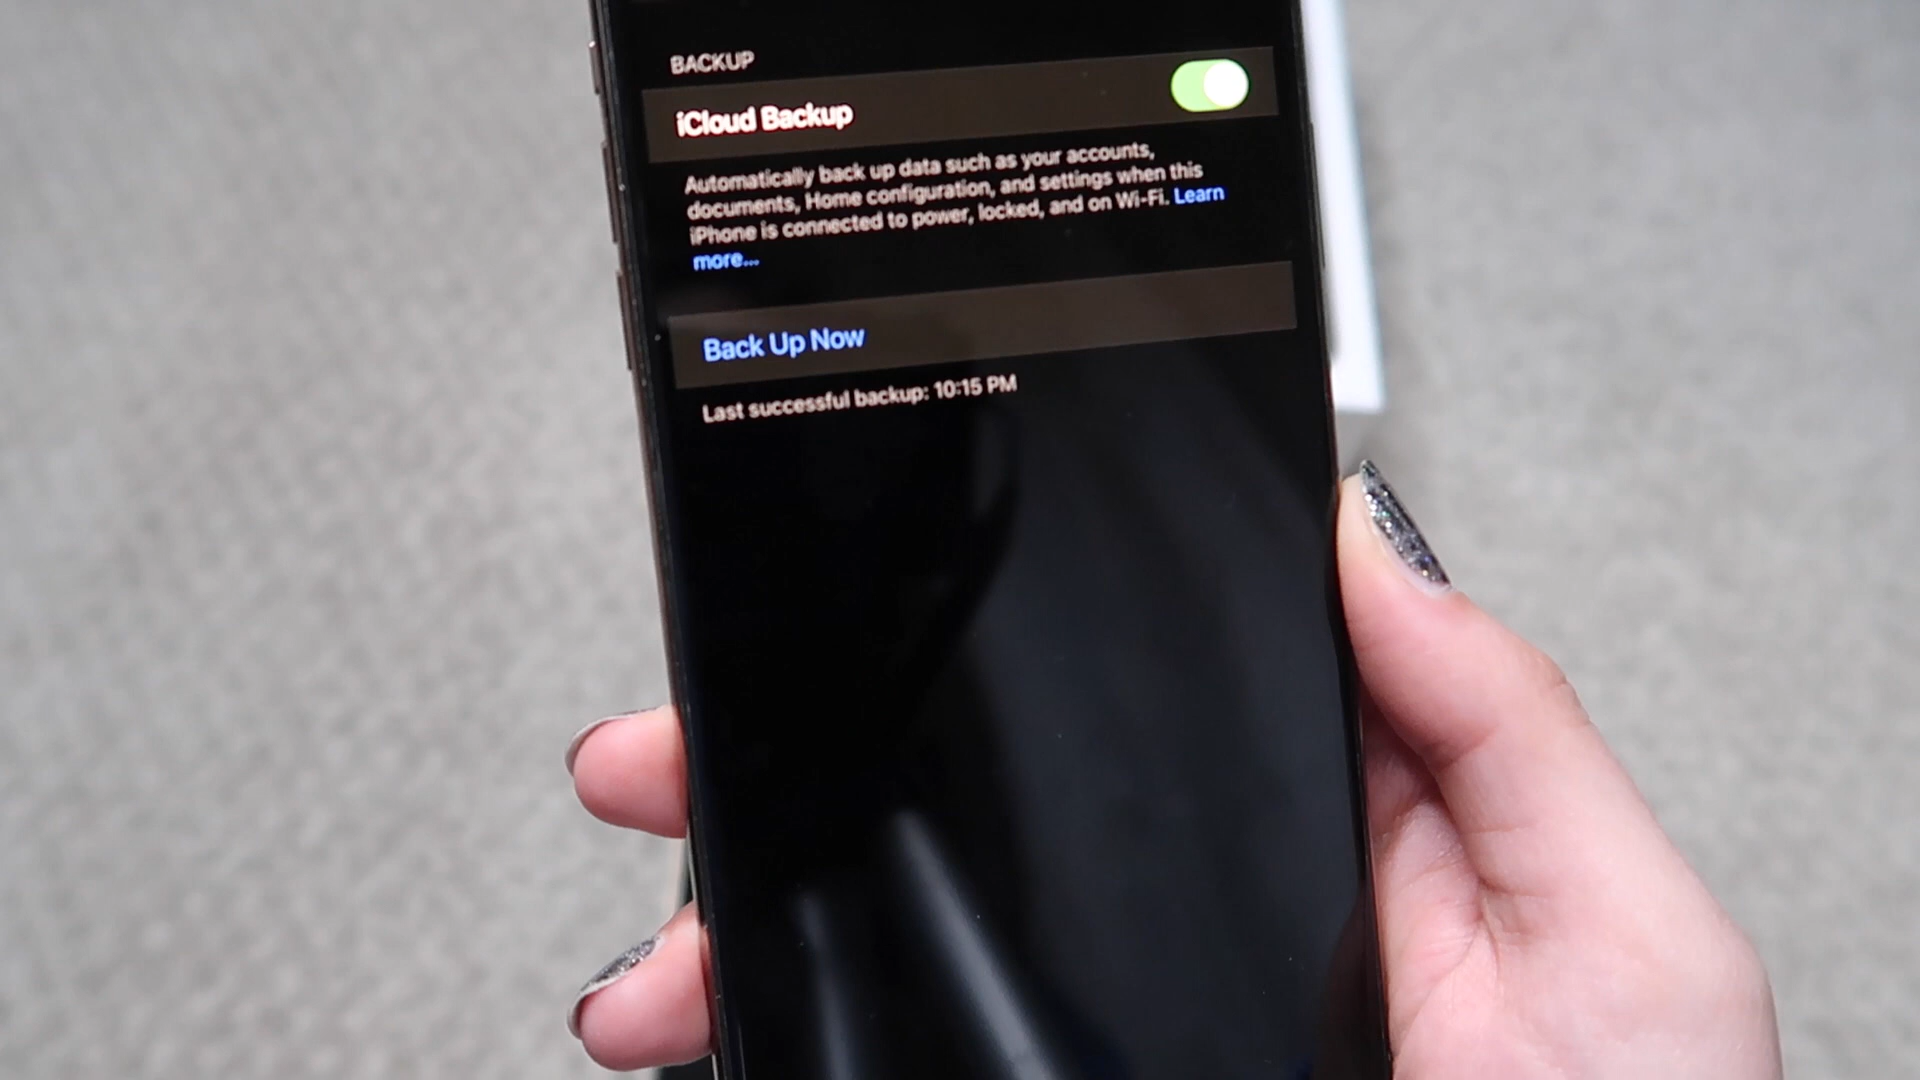 BACKUP
iCloud Backup
Automatically back up data such as your accounts,
documents, Home configuration, and settings when this
iPhone is connected to power, locked, and on Wi-Fi. Learn
more...
Back Up Now
Last successful backup: 10:15 PM